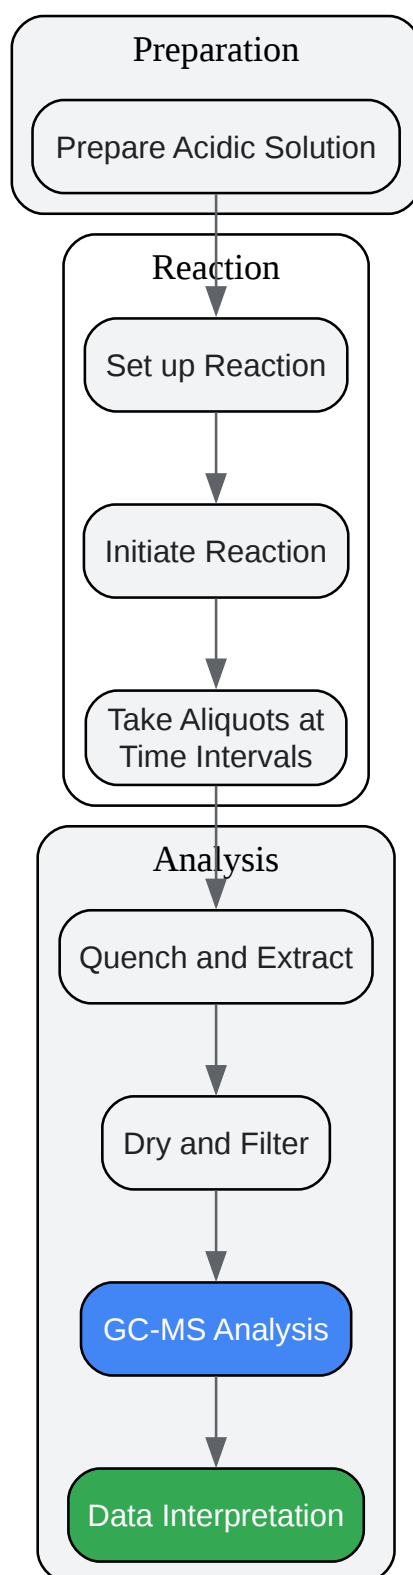 Preparation
Prepare Acidic Solution
Reaction
Set up Reaction
Initiate Reaction
Take Aliquots at
Time Intervals
Analysis
Quench and Extract
Dry and Filter
GC-MS Analysis
Data Interpretation